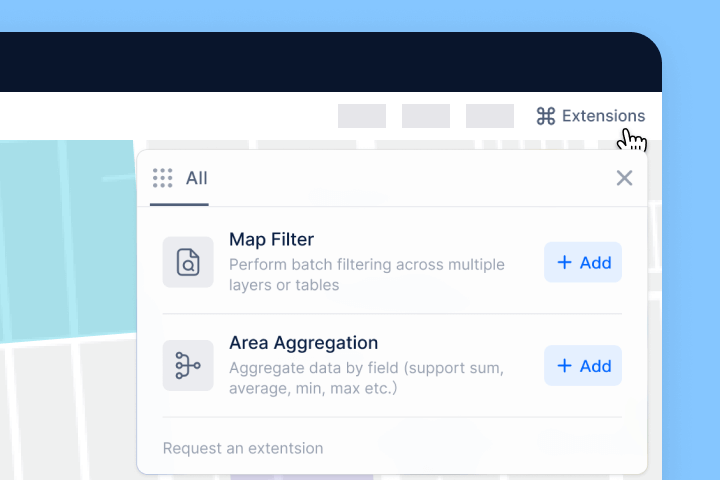 Extensions
All
Map Filter
Perform batch filtering across multiple
layers or tables
+ Add
Area Aggregation
Aggregate data by field (support sum,
average, min, max etc.）
+ Add
Request an extentsion